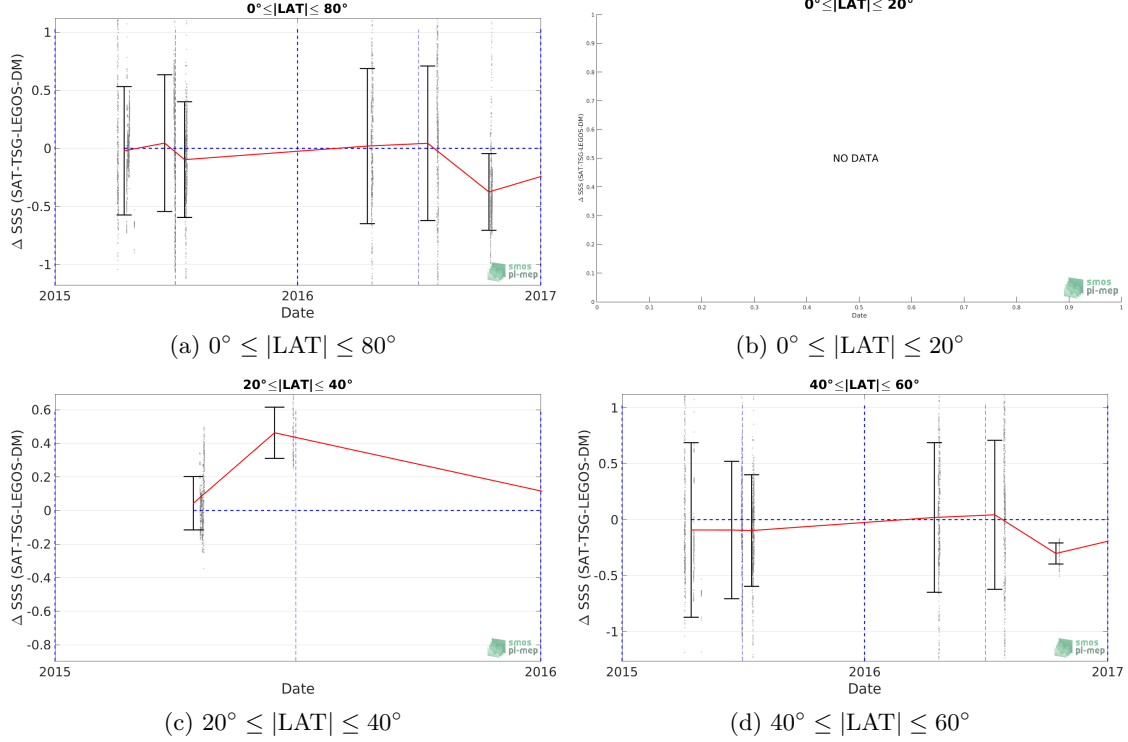 0°≤|LAT|≤ 80°
Δ SSS (SAT-TSG-LEGOS-DM)
1
0.5
0
-0.5
-1
2015
2016
2017
Date
smos
pi-mep
(a) 0° ≤ |LAT| ≤ 80°
0°≤|LAT|≤ 20°
Δ SSS (SAT-TSG-LEGOS-DM)
1
0.9
0.8
0.7
0.6
0.5
0.4
0.3
0.2
0.1
0
NO DATA
0
0.1
0.2
0.3
0.4
0.5
0.6
0.7
0.8
0.9
1
Date
smos
pi-mep
(b) 0° ≤ |LAT| ≤ 20°
20°≤|LAT|≤ 40°
Δ SSS (SAT-TSG-LEGOS-DM)
0.6
0.4
0.2
0
-0.2
-0.4
-0.6
-0.8
2015
2016
Date
smos
pi-mep
(c) 20° ≤ |LAT| ≤ 40°
40°≤|LAT|≤ 60°
Δ SSS (SAT-TSG-LEGOS-DM)
1
0.5
0
-0.5
-1
2015
2016
2017
Date
smos
pi-mep
(d) 40° ≤ |LAT| ≤ 60°